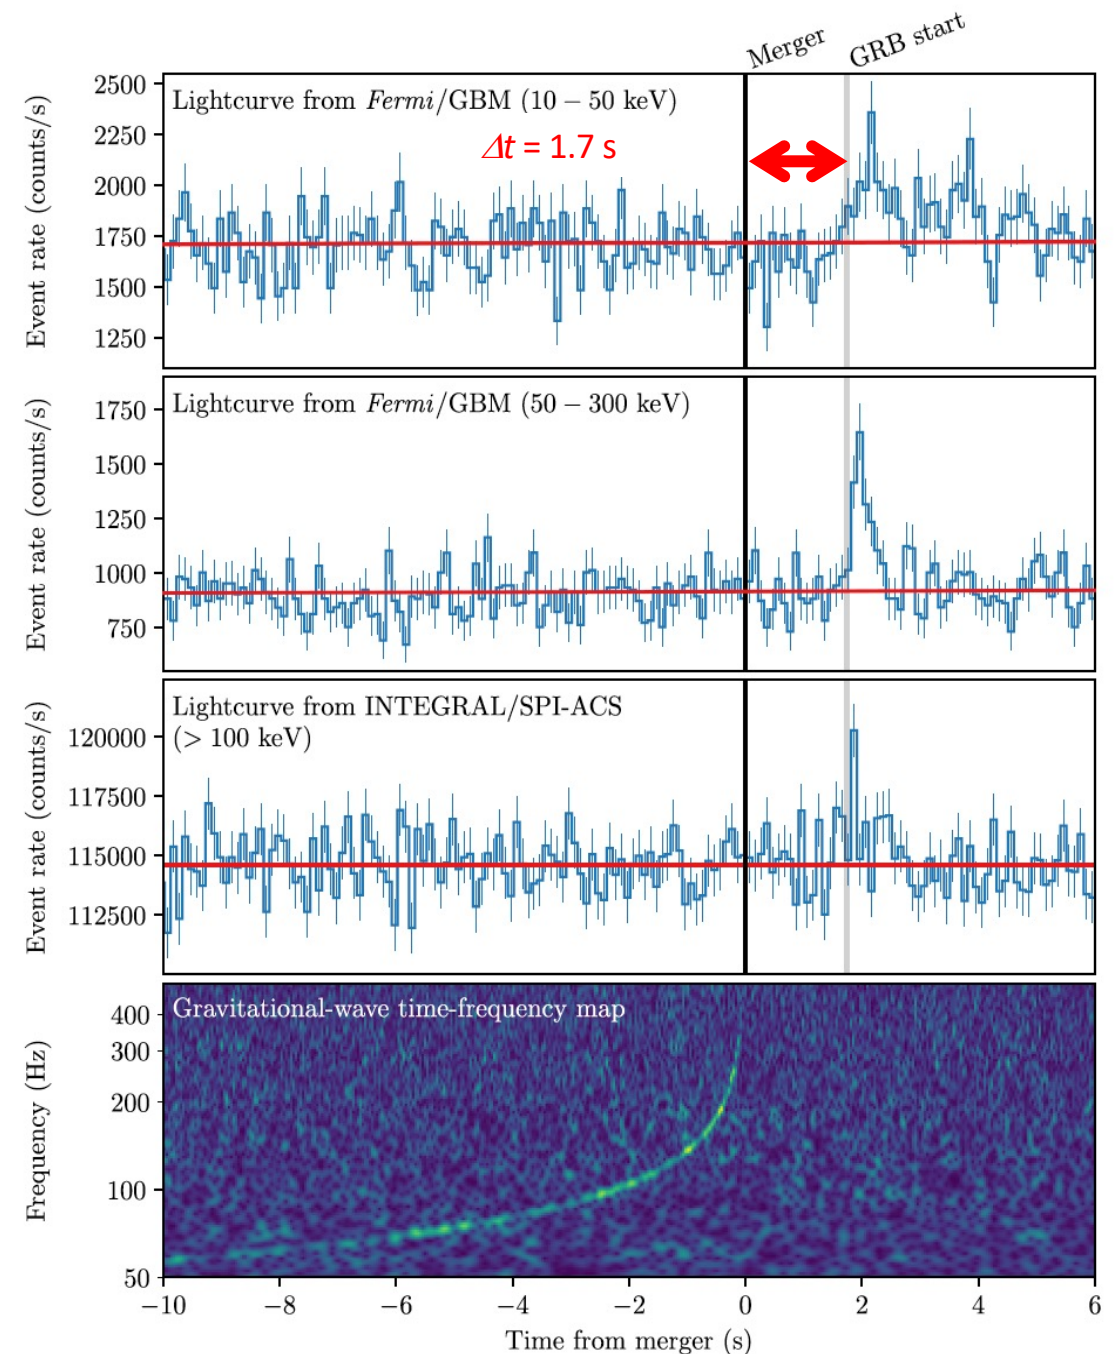 Merger
GRB start
Lightcurve from Fermi/GBM (10 – 50 keV)
Δt = 1.7 s
Event rate (counts/s)
2500
2250
2000
1750
1500
1250
Lightcurve from Fermi/GBM (50 – 300 keV)
Event rate (counts/s)
1750
1500
1250
1000
750
Lightcurve from INTEGRAL/SPI-ACS
(> 100 keV)
Event rate (counts/s)
120000
117500
115000
112500
Gravitational-wave time-frequency map
Frequency (Hz)
400
300
200
100
50
−10 −8 −6 −4 −2 0 2 4 6
Time from merger (s)